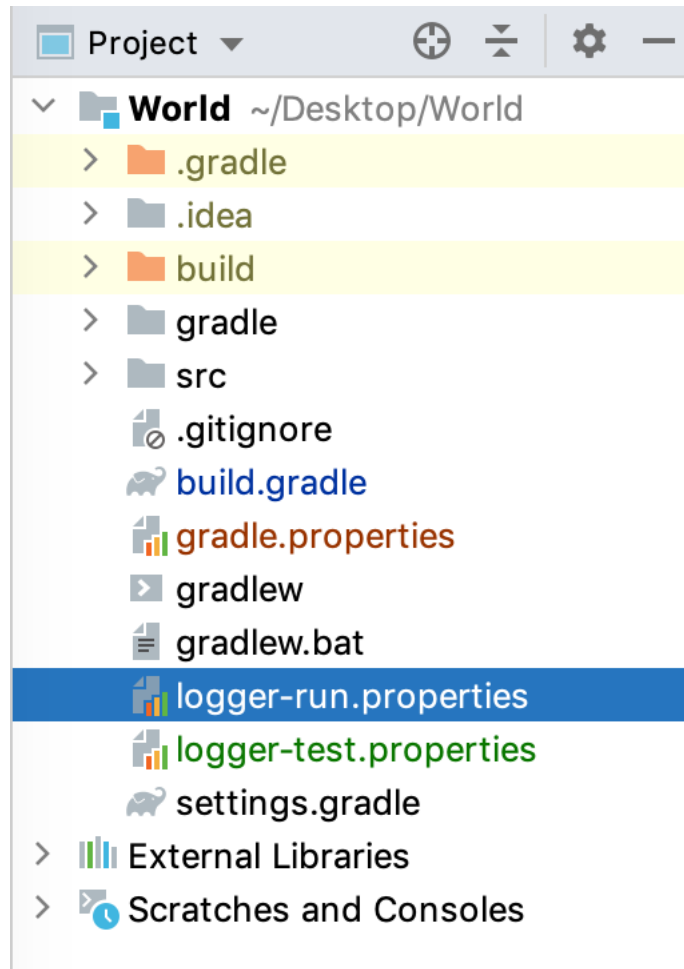 Project
World ~/Desktop/World
.gradle
.idea
build
gradle
src
.gitignore
build.gradle
gradle.properties
gradlew
gradlew.bat
logger-run.properties
logger-test.properties
settings.gradle
External Libraries
Scratches and Consoles